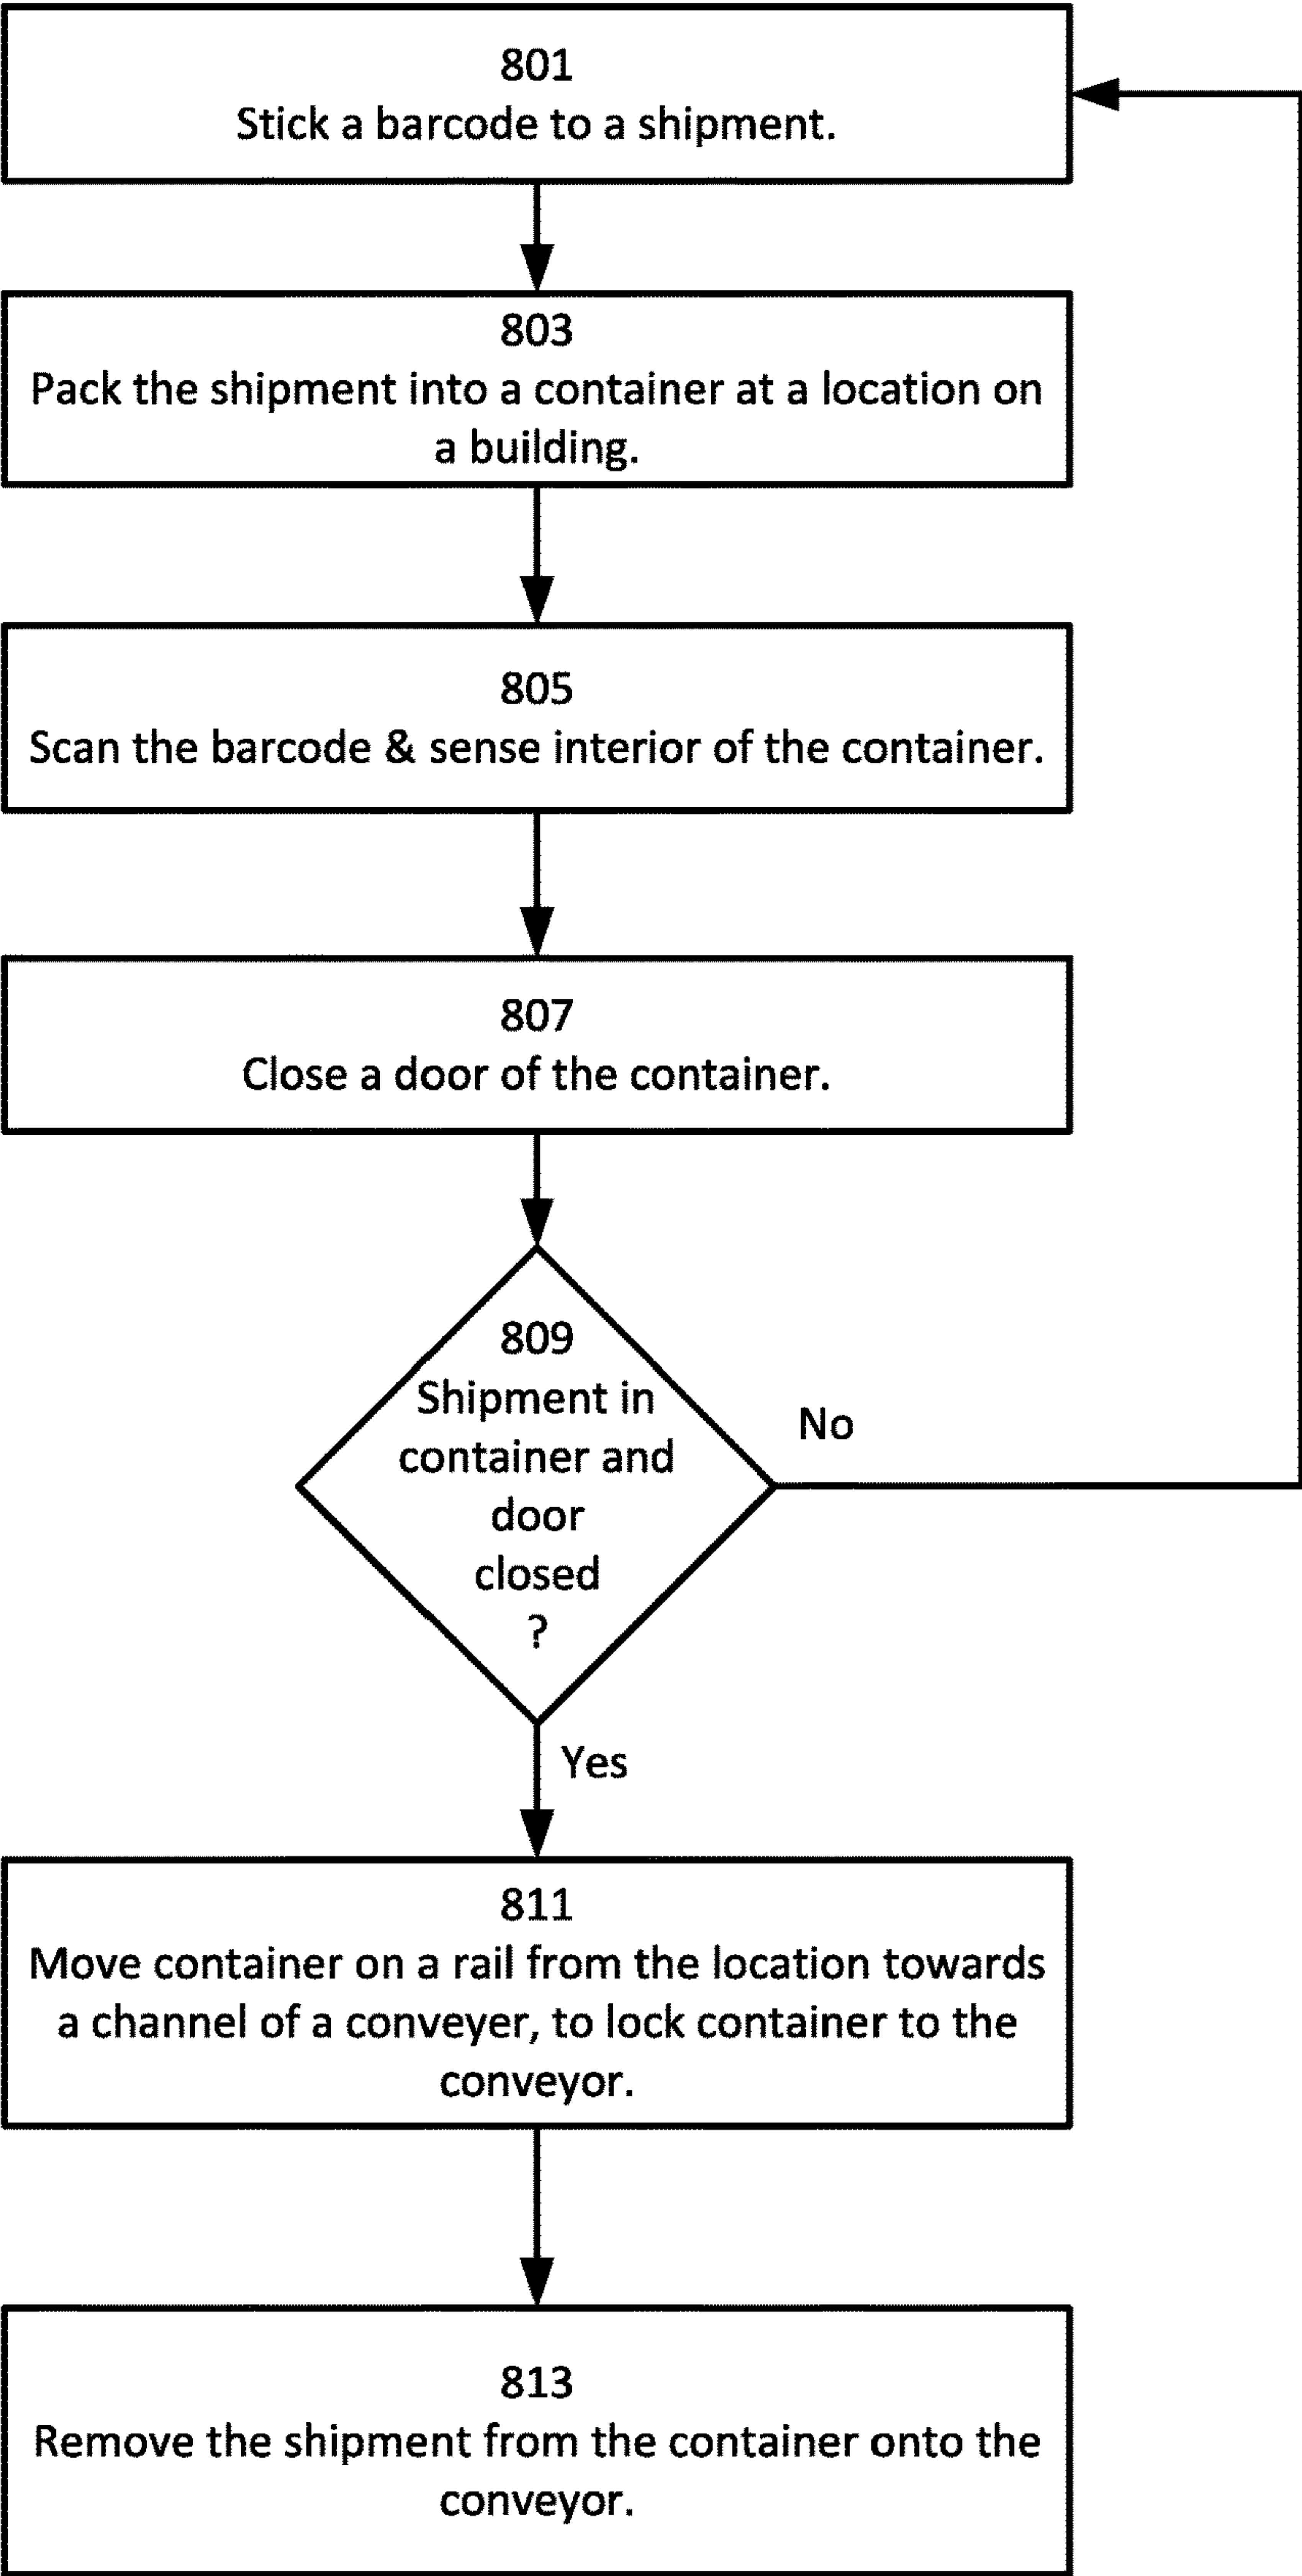 801
Stick a barcode to a shipment.
803
Pack the shipment into a container at a location on
a building.
805
Scan the barcode & sense interior of the container.
807
Close a door of the container.
809
Shipment in
container and
door
closed
?
No
Yes
811
Move container on a rail from the location towards
a channel of a conveyer, to lock container to the
conveyor.
813
Remove the shipment from the container onto the
conveyor.